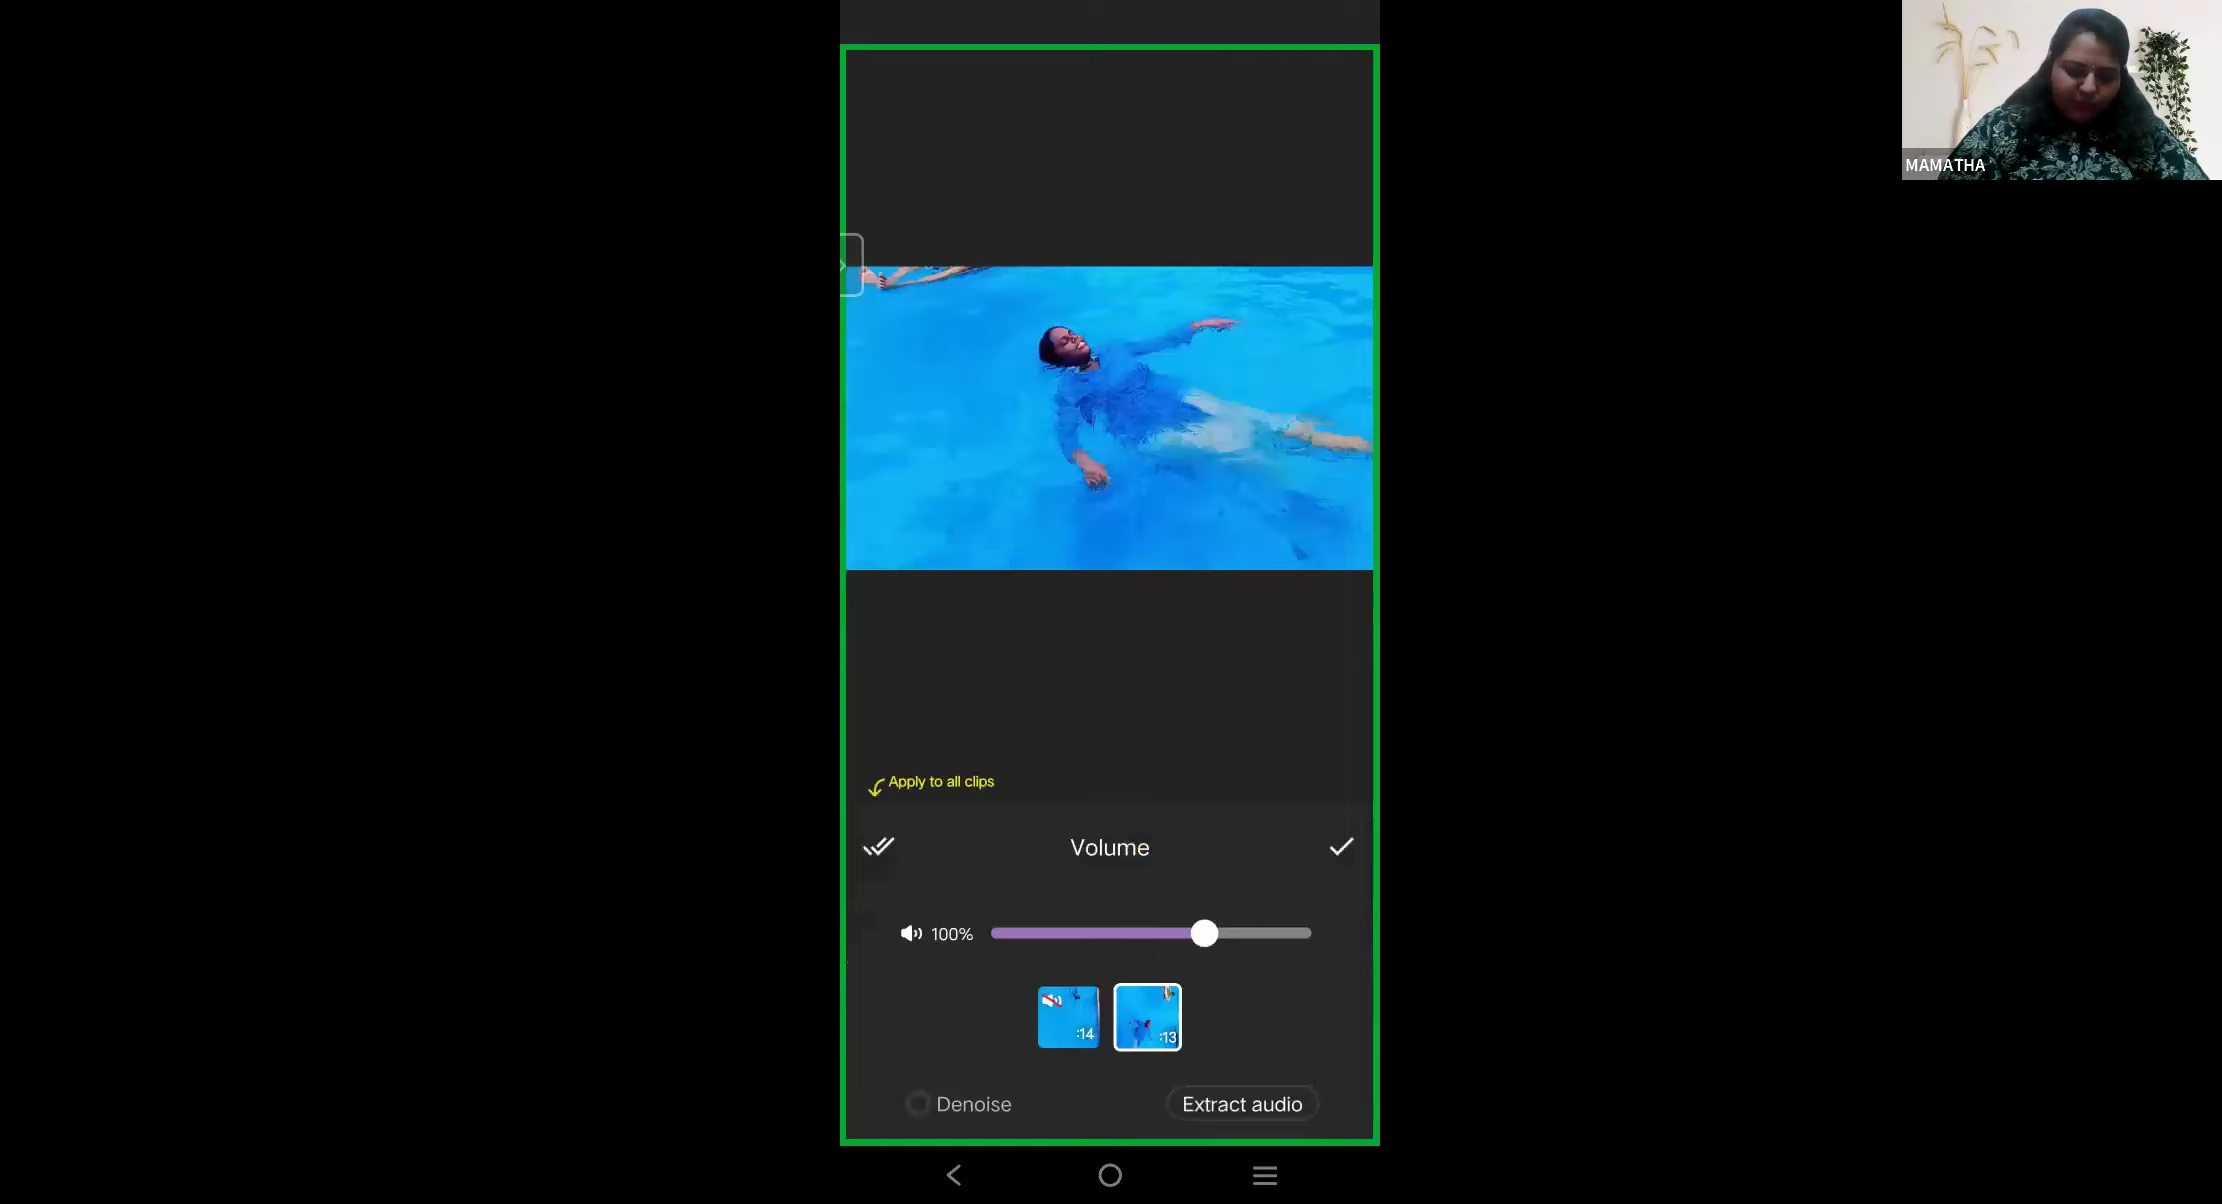 MAMATHA
Apply to all clips
Volume
100%
:14
:13
Denoise
Extract audio